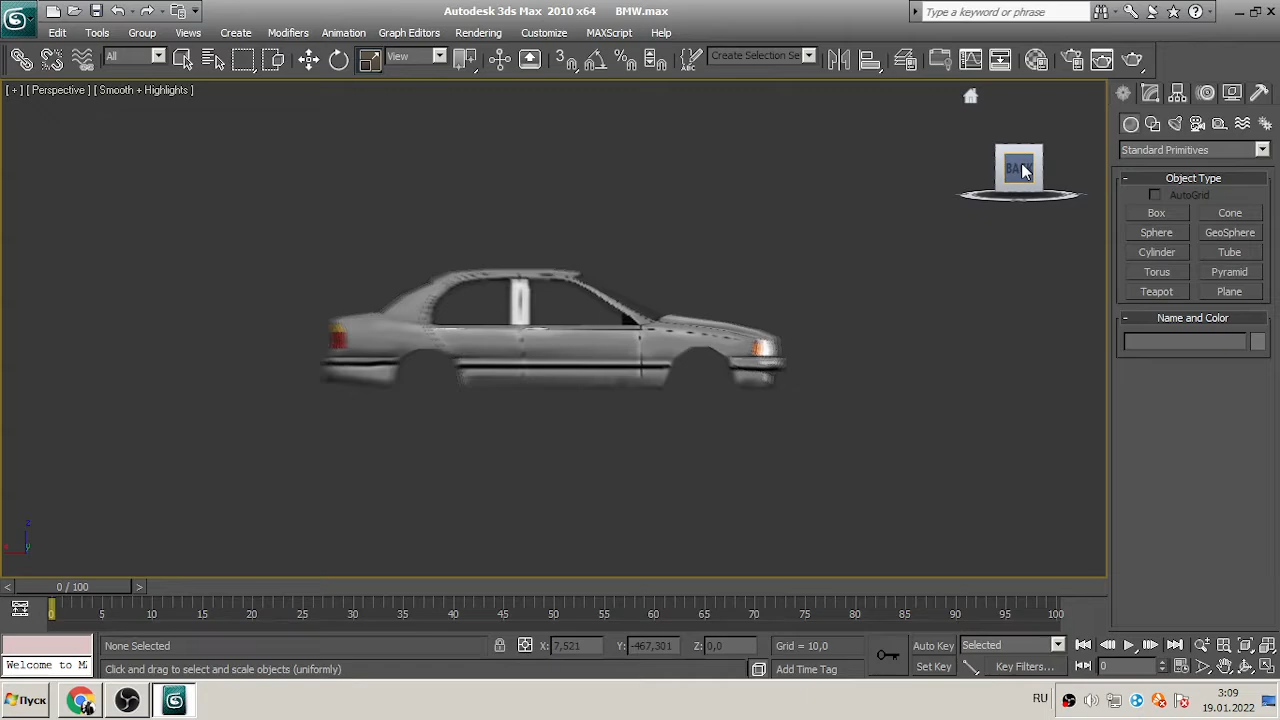 Autodesk 3ds Max 2010 x64 BMW.max
Type a keyword or phrase
Edit Tools Group Views Create Modifiers Animation Graph Editors Rendering Customize MAXScript Help
All View Create Selection Se
[ + ] [ Perspective ] [ Smooth + Highlights ]
BACK
Standard Primitives
- Object Type
AutoGrid
Box Cone
Sphere GeoSphere
Cylinder Tube
Torus Pyramid
Teapot Plane
- Name and Color
z
x y
< 0 / 100 >
0 5 10 15 20 25 30 35 40 45 50 55 60 65 70 75 80 85 90 95 100
None Selected X: 7,521 Y: -467,301 Z: 0,0 Grid = 10,0 Auto Key Selected
Welcome to M Click and drag to select and scale objects (uniformly) Add Time Tag Set Key Key Filters... 0
Пуск RU 3:09
19.01.2022